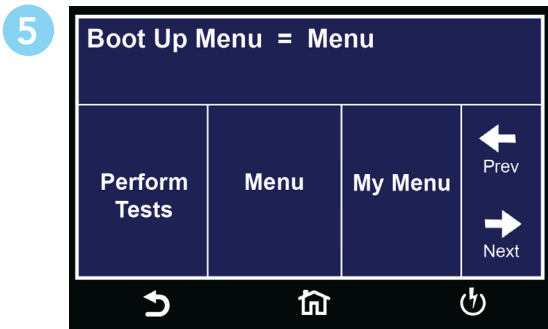 5
Boot Up Menu = Menu
Perform
Tests
Menu
My Menu
Prev
Next